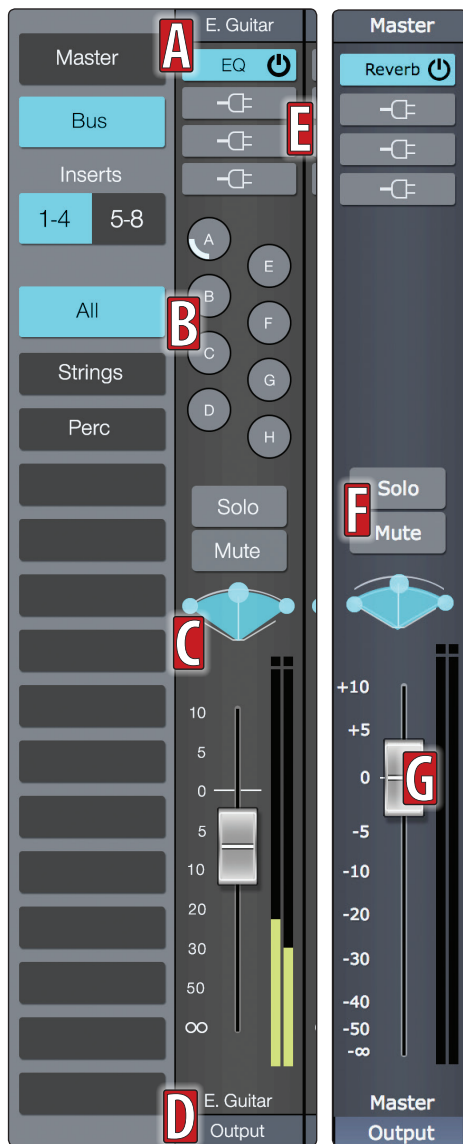 Master
Bus
Inserts
1-4 5-8
All
Strings
Perc
A
E. Guitar
EQ
E
A
B
C
D
E
F
G
H
B
Solo
Mute
C
10
5
0
5
10
20
30
50
∞
D
E. Guitar
Output
Master
Reverb
F
Solo
Mute
+10
+5
0
-5
-10
-20
-30
-40
-50
-∞
G
Master
Output